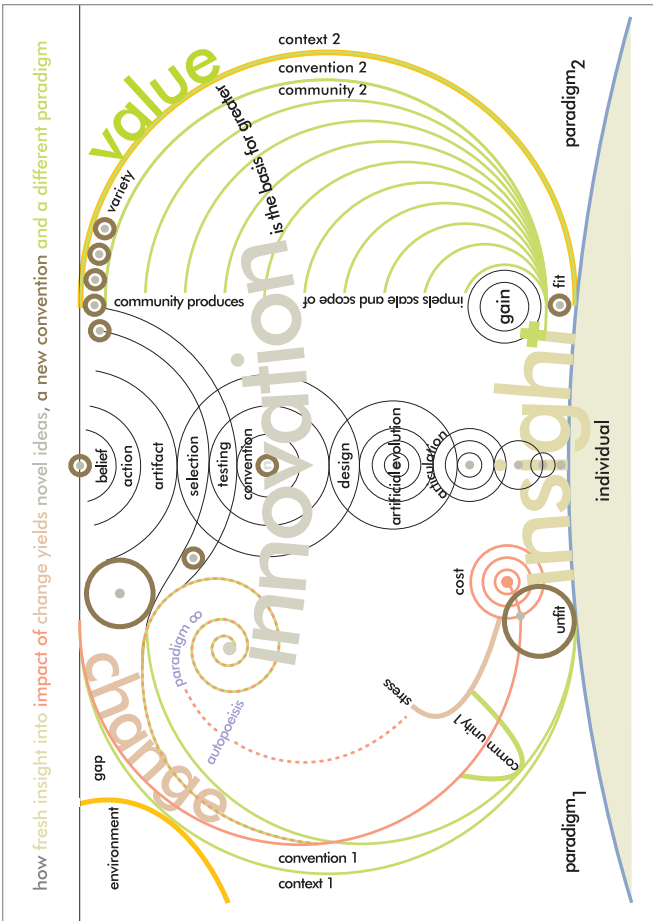 how fresh insight into impact of change yields novel ideas, a new convention and a different paradigm
context 2
convention 2
community 2
value
is the basis for greater
variety
paradigm2
community produces
impels scale and scope of
gain
fit
innovation
insight
belief
action
artifact
selection
testing
convention
design
artificial evolution
articulation
individual
cost
unfit
stress
comm unity1
paradigm ∞
autopoeisis
change
gap
environment
convention 1
context 1
paradigm1